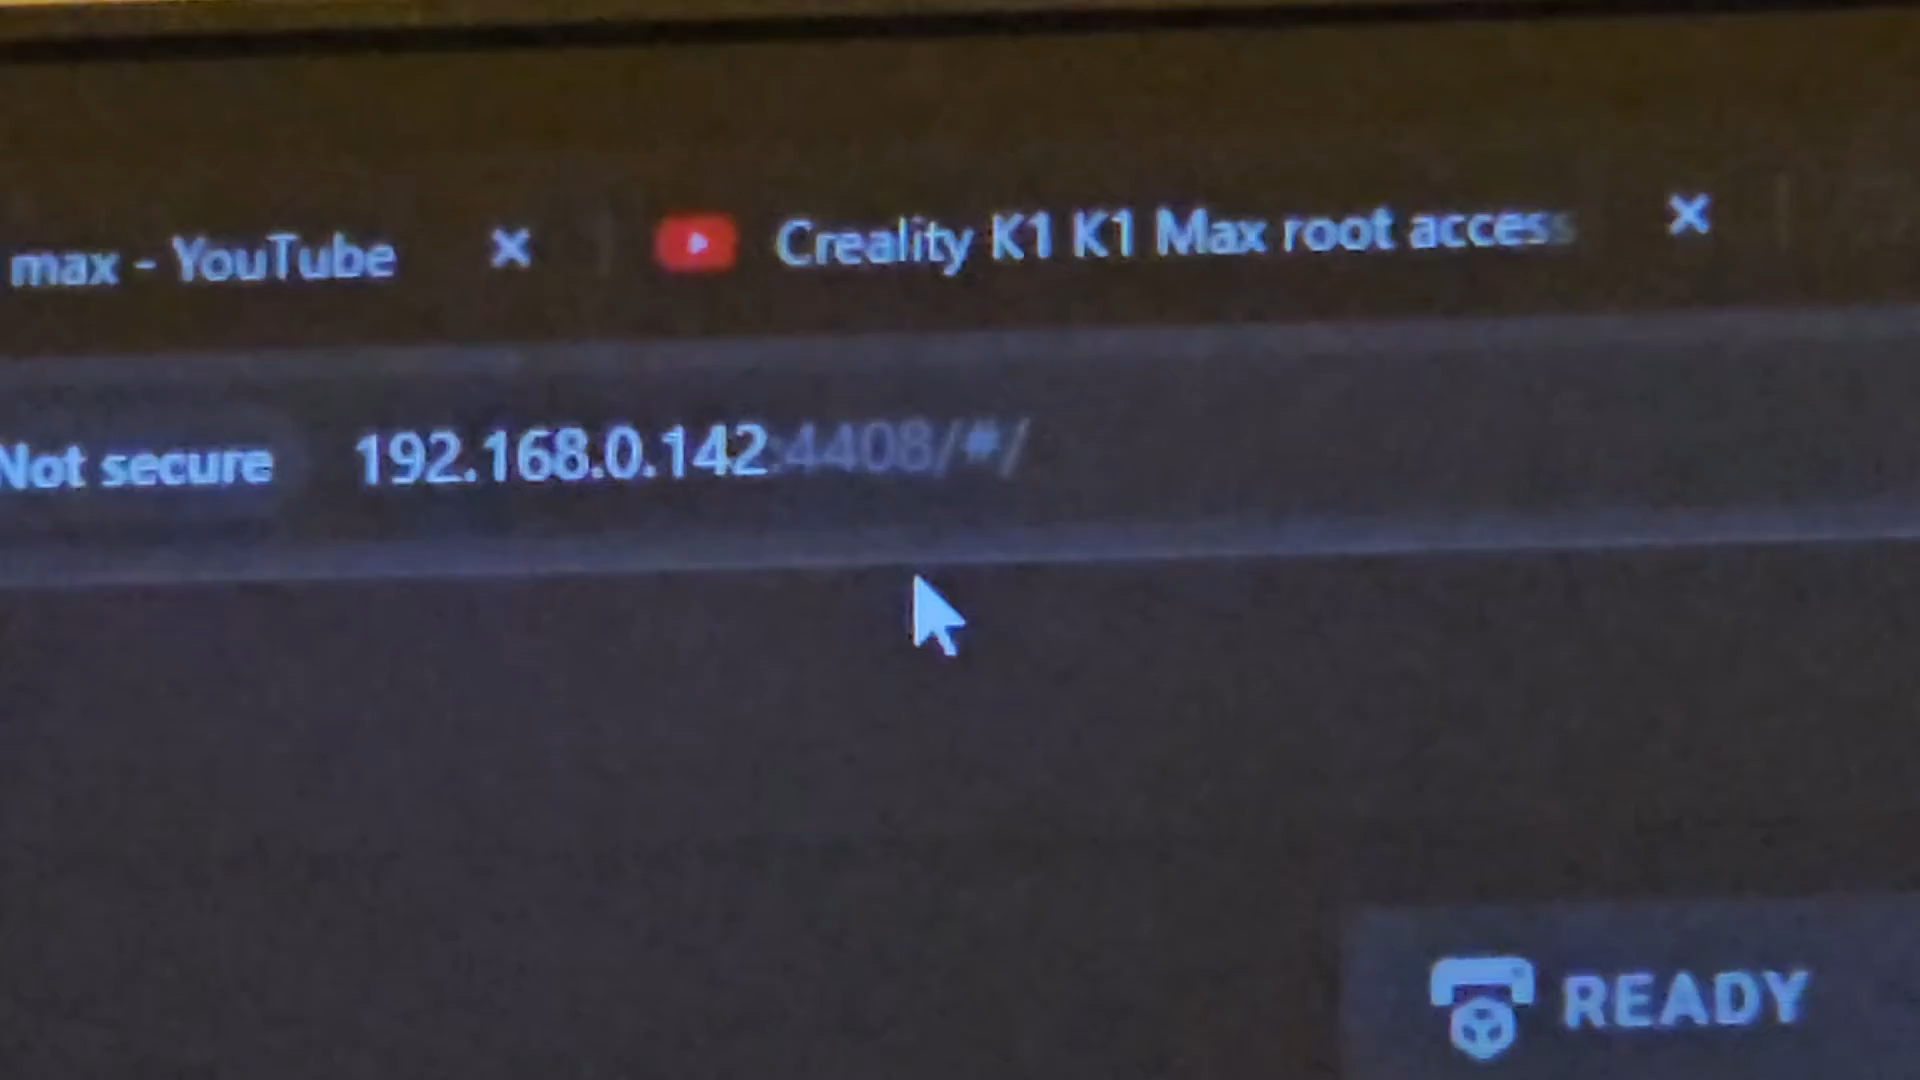 max - YouTube
Creality K1 K1 Max root access
Not secure
192.168.0.142:4408/#/
READY